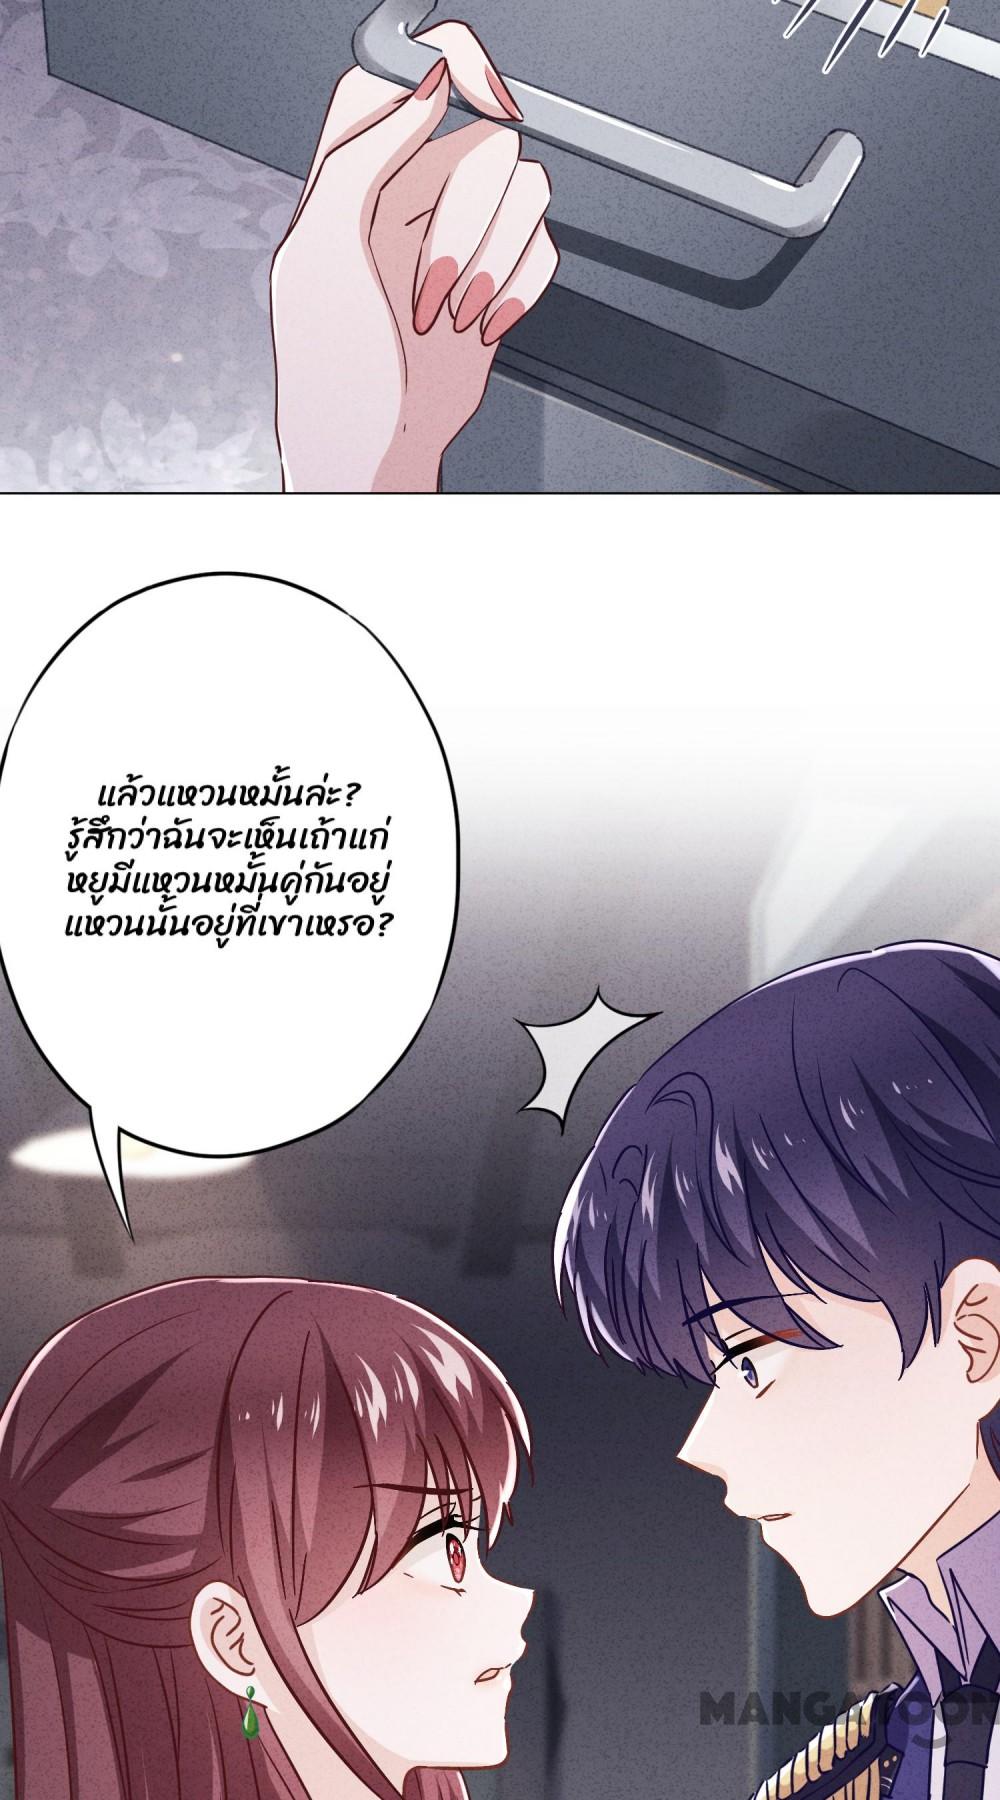 แล้วแหวนหมั้นล่ะ?
รู้สึกว่าฉันจะเห็นเถ้าแก่
หยูมีแหวนหมั้นคู่กันอยู่
แหวนนั้นอยู่ที่เขาเหรอ?
MANGATOON